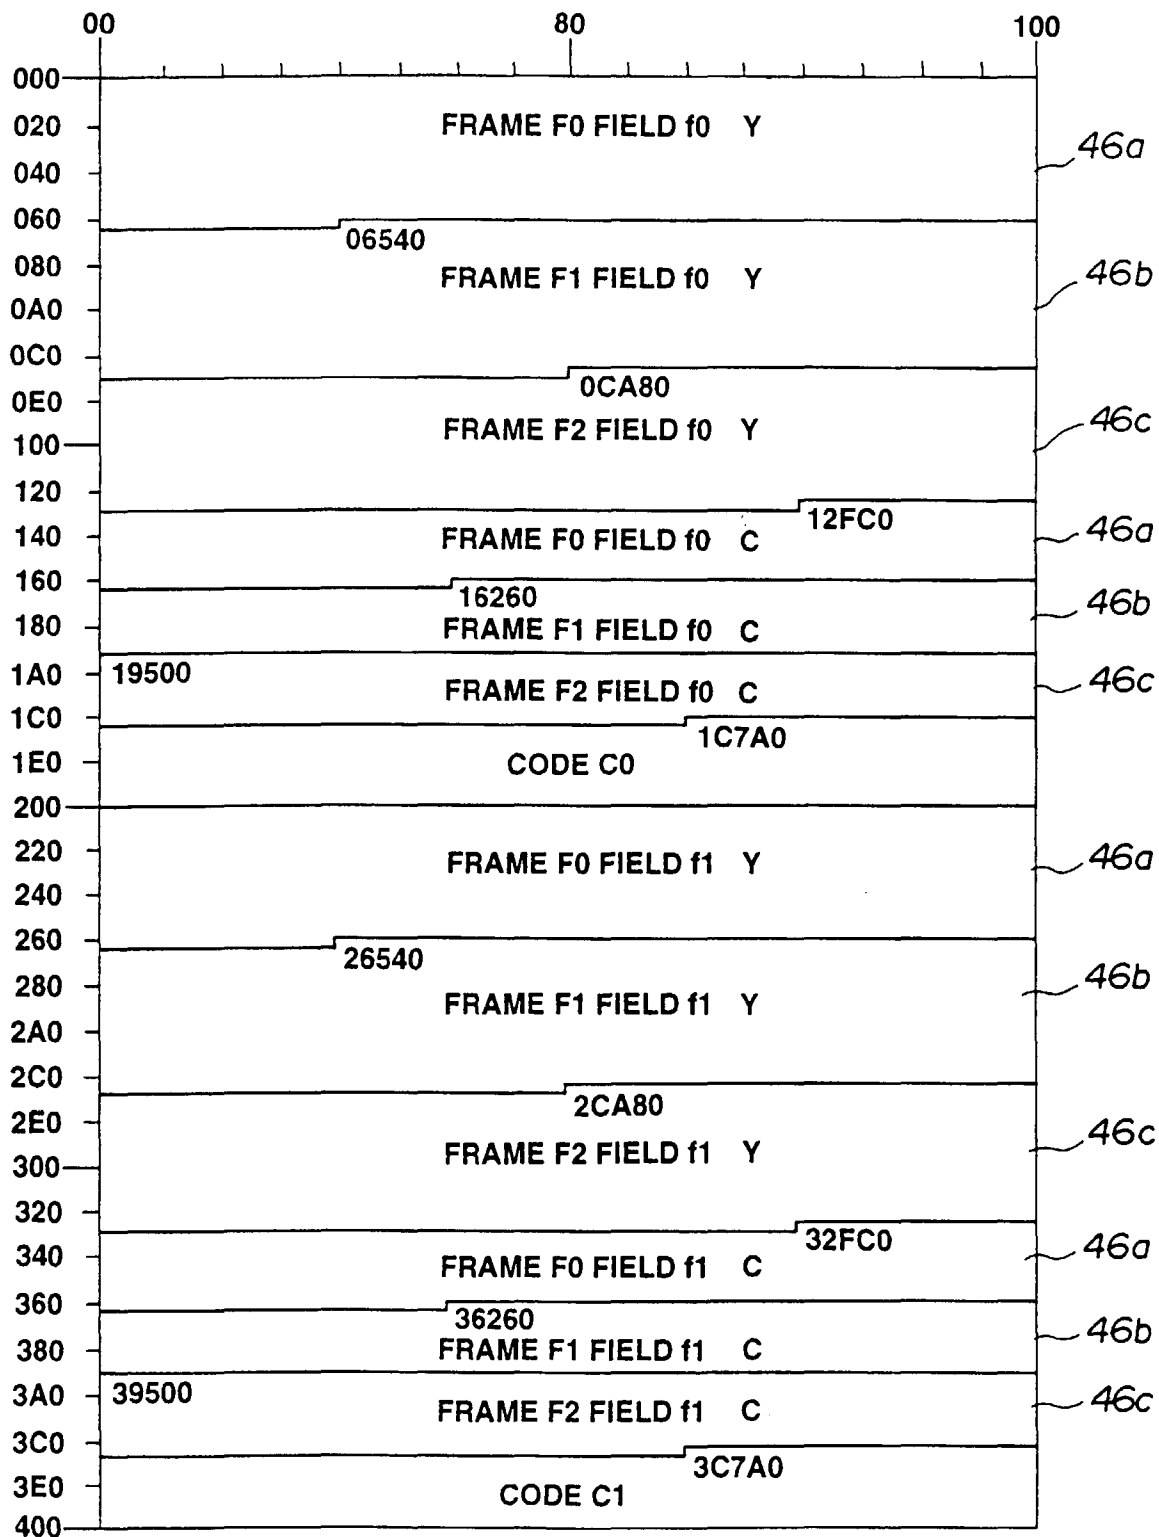 00 80 100
000
020 FRAME F0 FIELD f0 Y
040 46a
060
06540
080 FRAME F1 FIELD f0 Y 46b
0A0
0C0
0CA80
0E0
FRAME F2 FIELD f0 Y 46c
100
120
12FC0 46a
140 FRAME F0 FIELD f0 C
160
16260 46b
180 FRAME F1 FIELD f0 C
1A0 19500
FRAME F2 FIELD f0 C 46c
1C0
1C7A0
1E0 CODE C0
200
220 FRAME F0 FIELD f1 Y 46a
240
260
26540
280 46b
FRAME F1 FIELD f1 Y
2A0
2C0
2CA80
2E0 46c
FRAME F2 FIELD f1 Y
300
320
32FC0 46a
340 FRAME F0 FIELD f1 C
360
36260 46b
380 FRAME F1 FIELD f1 C
3A0 39500 46c
FRAME F2 FIELD f1 C
3C0
3C7A0
3E0 CODE C1
400